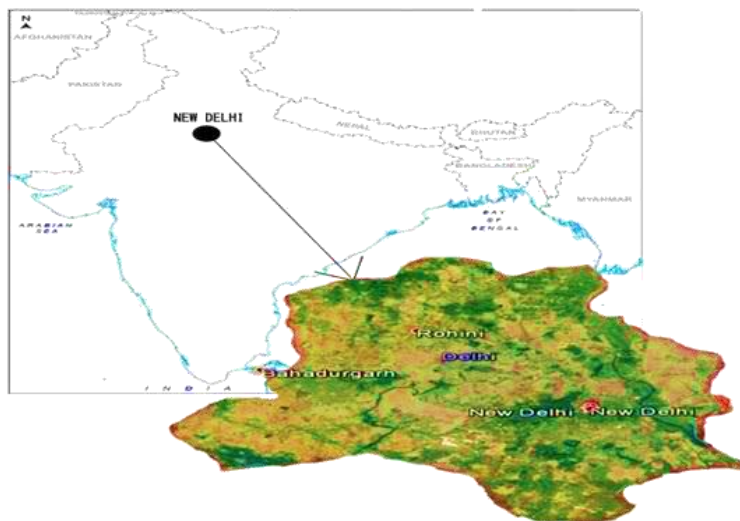 N
AFGHANISTAN
PAKISTAN
NEW DELHI
NEPAL
BHUTAN
BANGLADESH
MYANMAR
ARABIAN
SEA
BAY
OF
BENGAL
Rohini
Delhi
Bahadurgarh
INDIA
New Delhi
New Delhi